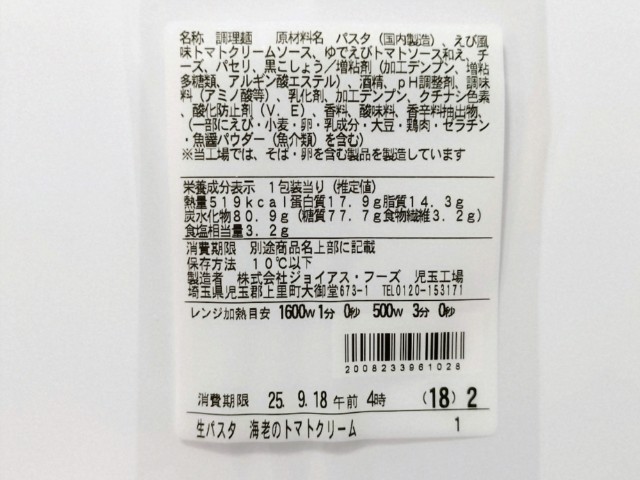 名称 調理麺 原材料名 パスタ（国内製造）、えび風
味トマトクリームソース、ゆでえびトマトソース和え、チ
ーズ、パセリ、黒こしょう／増粘剤（加工デンプン、増粘
多糖類、アルギン酸エステル）、酒精、ｐＨ調整剤、調味
料（アミノ酸等）、乳化剤、加工デンプン、クチナシ色素
、酸化防止剤（Ｖ．Ｅ）、香料、酸味料、香辛料抽出物、
（一部にえび・小麦・卵・乳成分・大豆・鶏肉・ゼラチン
・魚醤パウダー（魚介類）を含む）
※当工場では、そば・卵を含む製品を製造しています
栄養成分表示 １包装当り（推定値）
熱量５１９ｋｃａｌ蛋白質１７．９ｇ脂質１４．３ｇ
炭水化物８０．９ｇ（糖質７７．７ｇ食物繊維３．２ｇ）
食塩相当量３．２ｇ
消費期限 別途商品名上部に記載
保存方法 １０℃以下
製造者 株式会社ジョイアス・フーズ 児玉工場
埼玉県児玉郡上里町大御堂673-1 TEL0120-153171
レンジ加熱目安 1600W 1分 0秒 500W 3分 0秒
2008233961028
消費期限 25. 9.18 午前 4時 (18) 2
生パスタ 海老のトマトクリーム 1